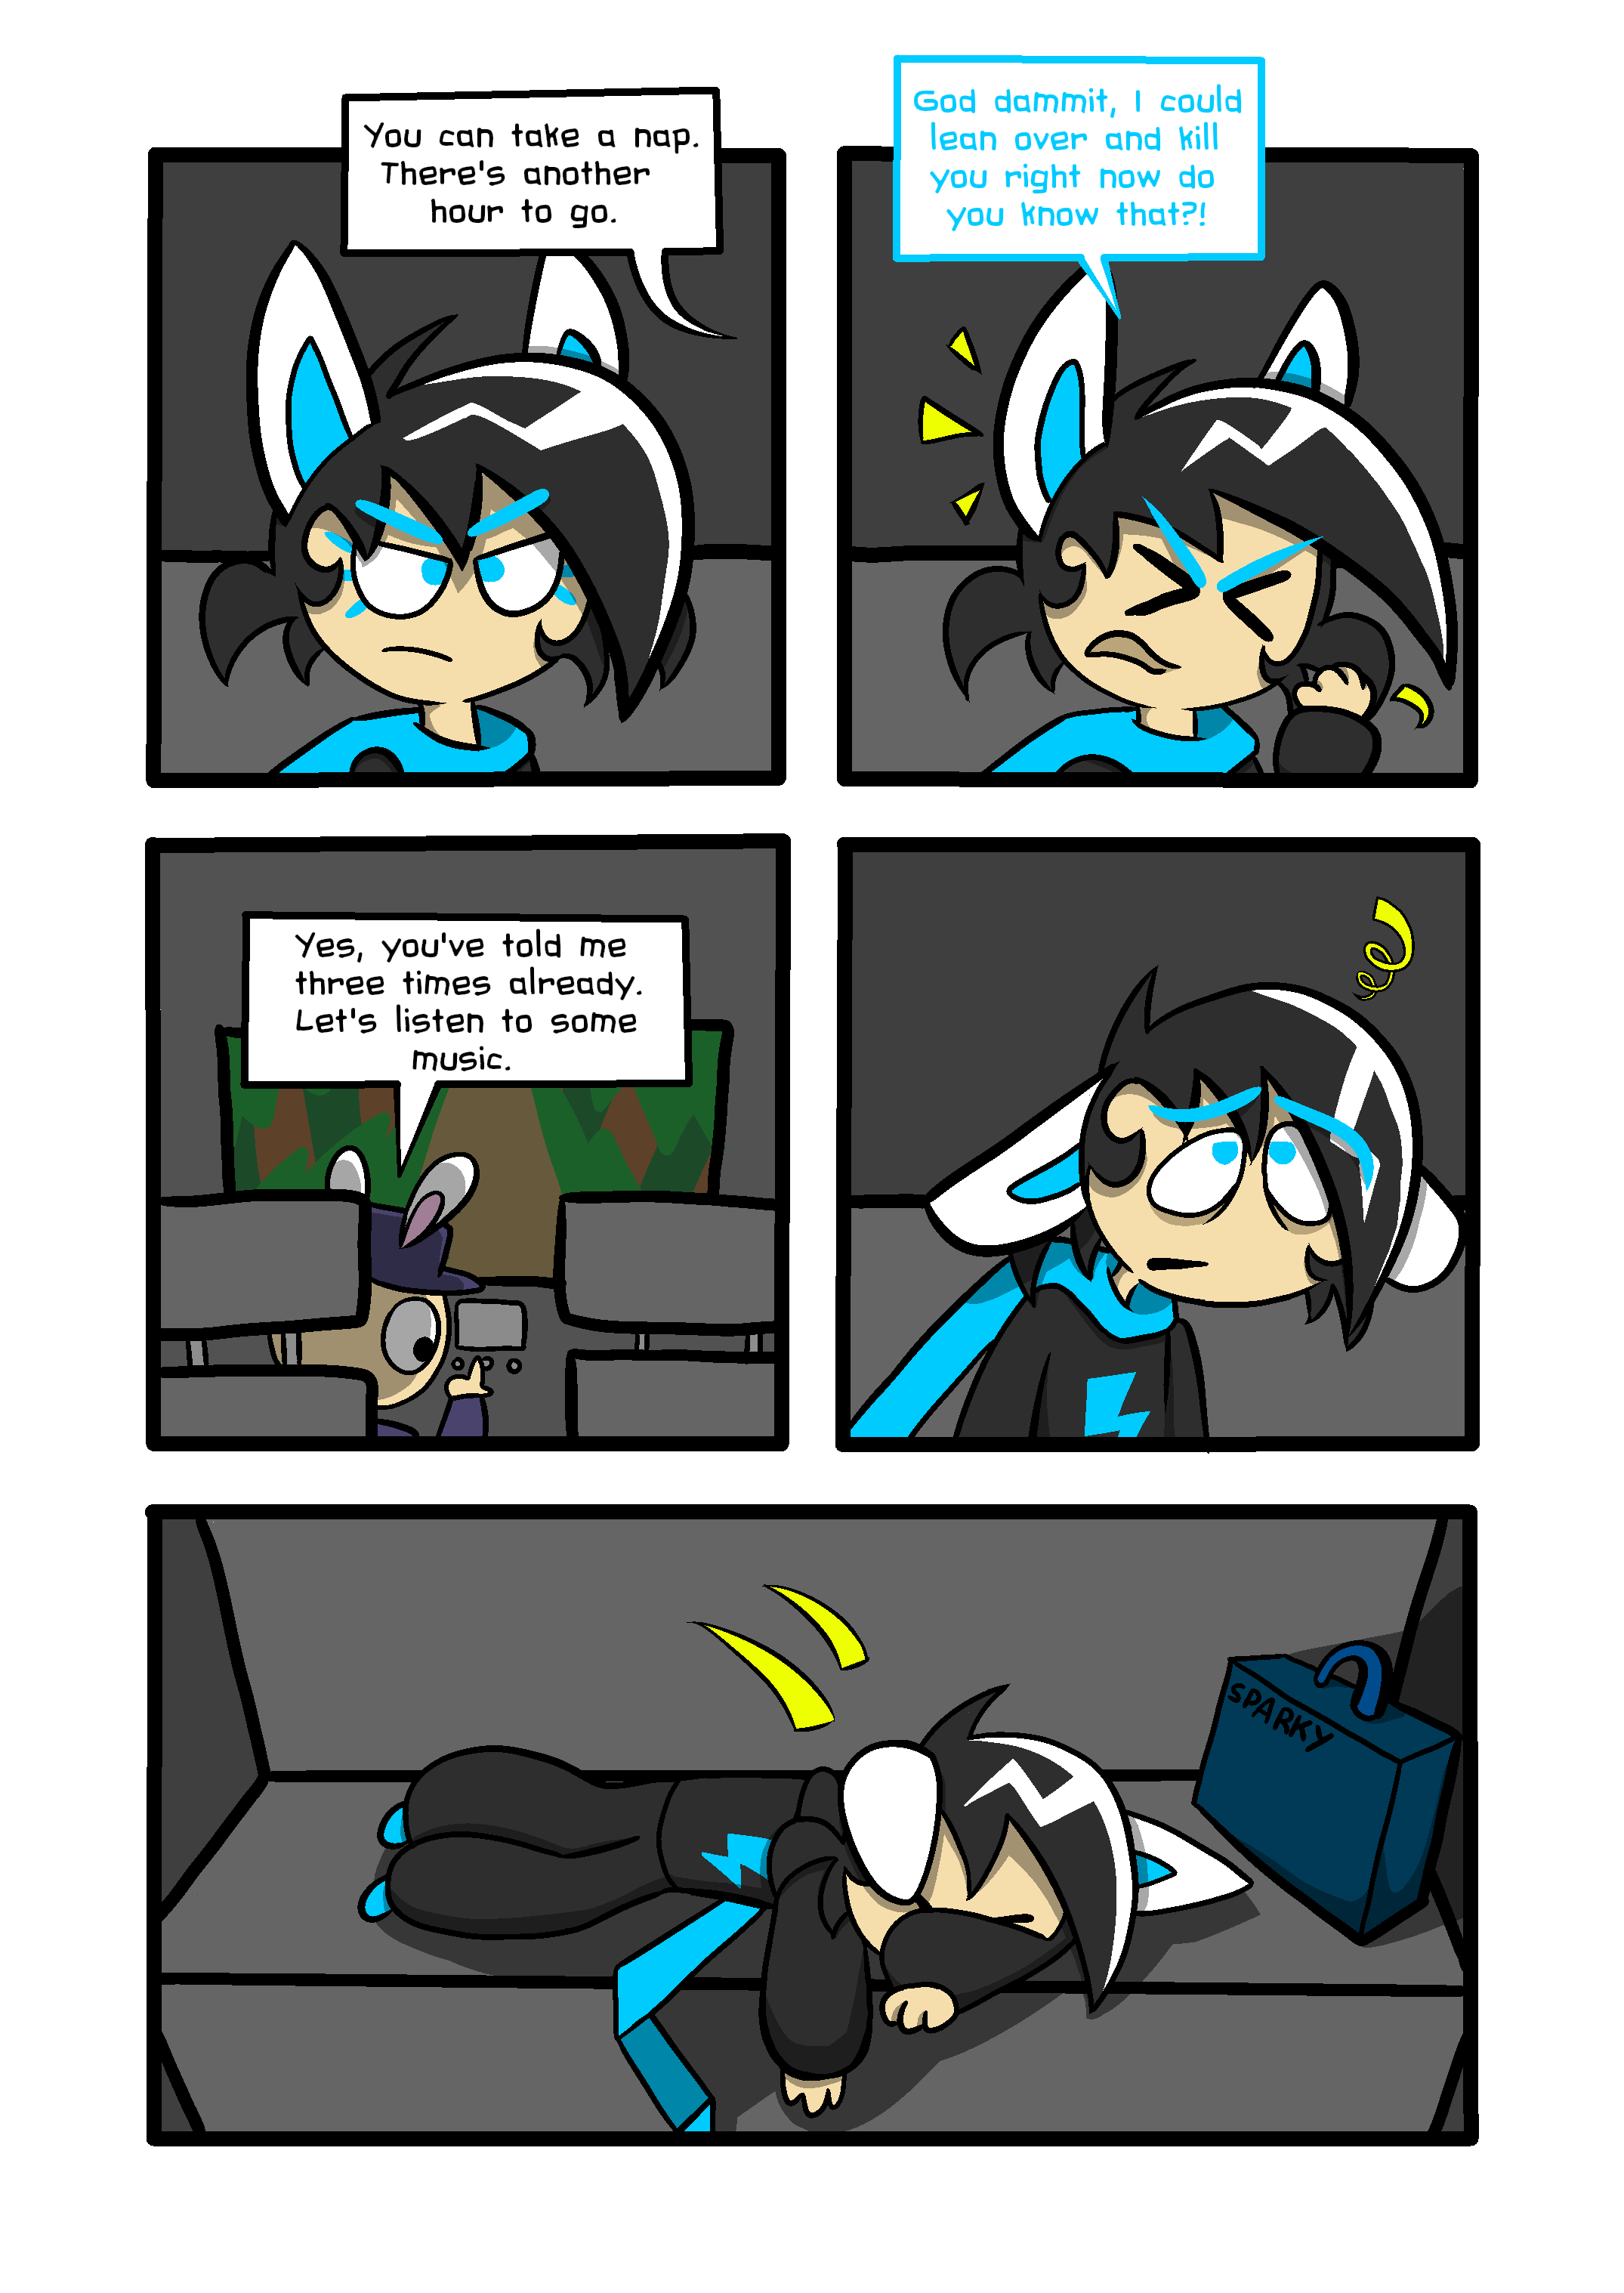 You can take a nap.
There's another
hour to go.
God dammit, I could
lean over and kill
you right now do
you know that?!
Yes, you've told me
three times already.
Let's listen to some
music.
SPARKY